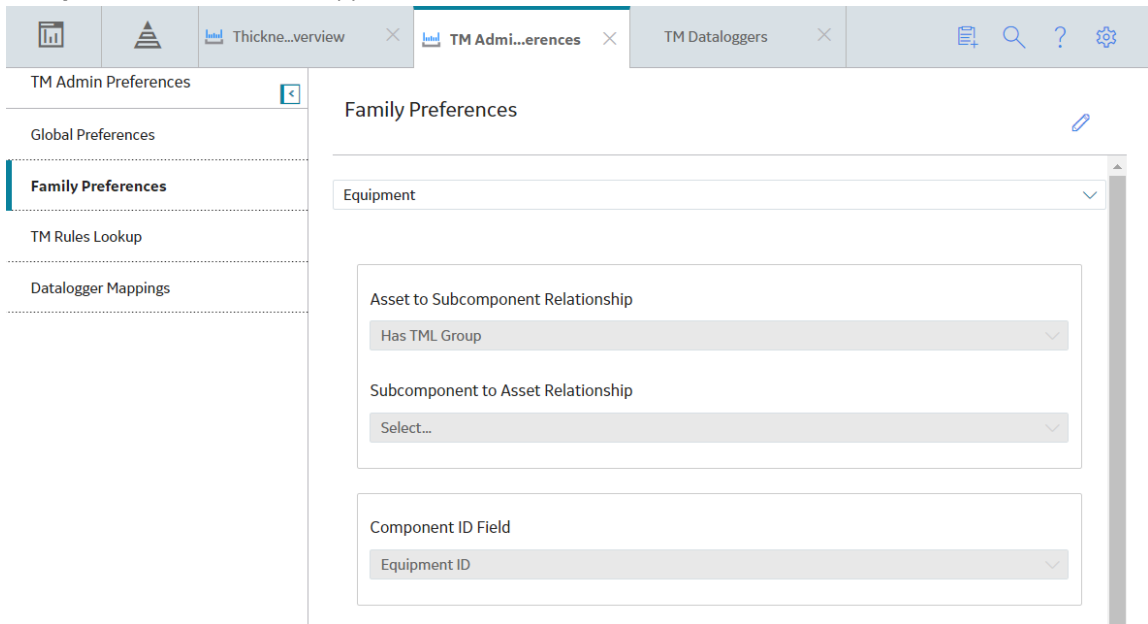 Thickne...verview
TM Admi...erences
TM Dataloggers
TM Admin Preferences
Global Preferences
Family Preferences
TM Rules Lookup
Datalogger Mappings
Family Preferences
Equipment
Asset to Subcomponent Relationship
Has TML Group
Subcomponent to Asset Relationship
Select...
Component ID Field
Equipment ID